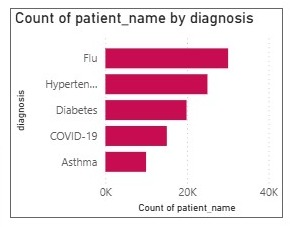 Count of patient_name by diagnosis
Flu
Hyperten...
Diabetes
COVID-19
Asthma
diagnosis
0K 20K 40K
Count of patient_name